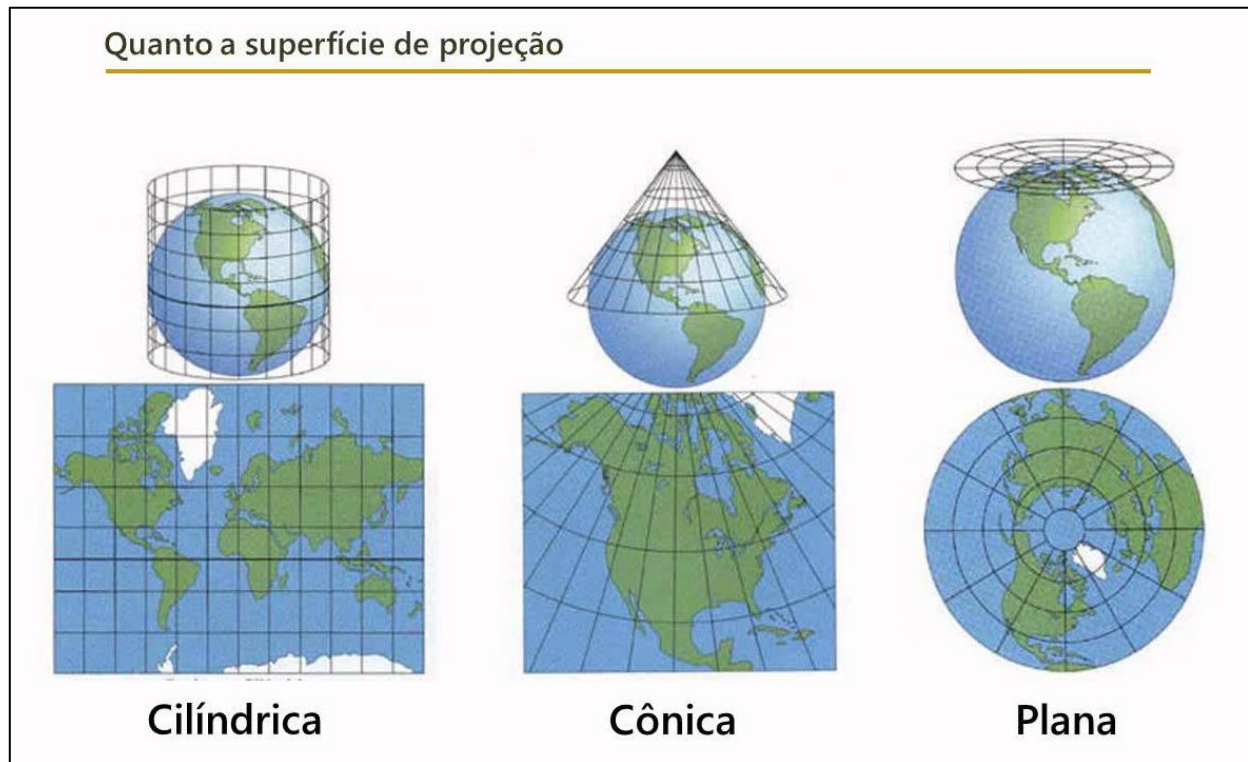 Quanto a superfície de projeção
Cilíndrica
Cônica
Plana